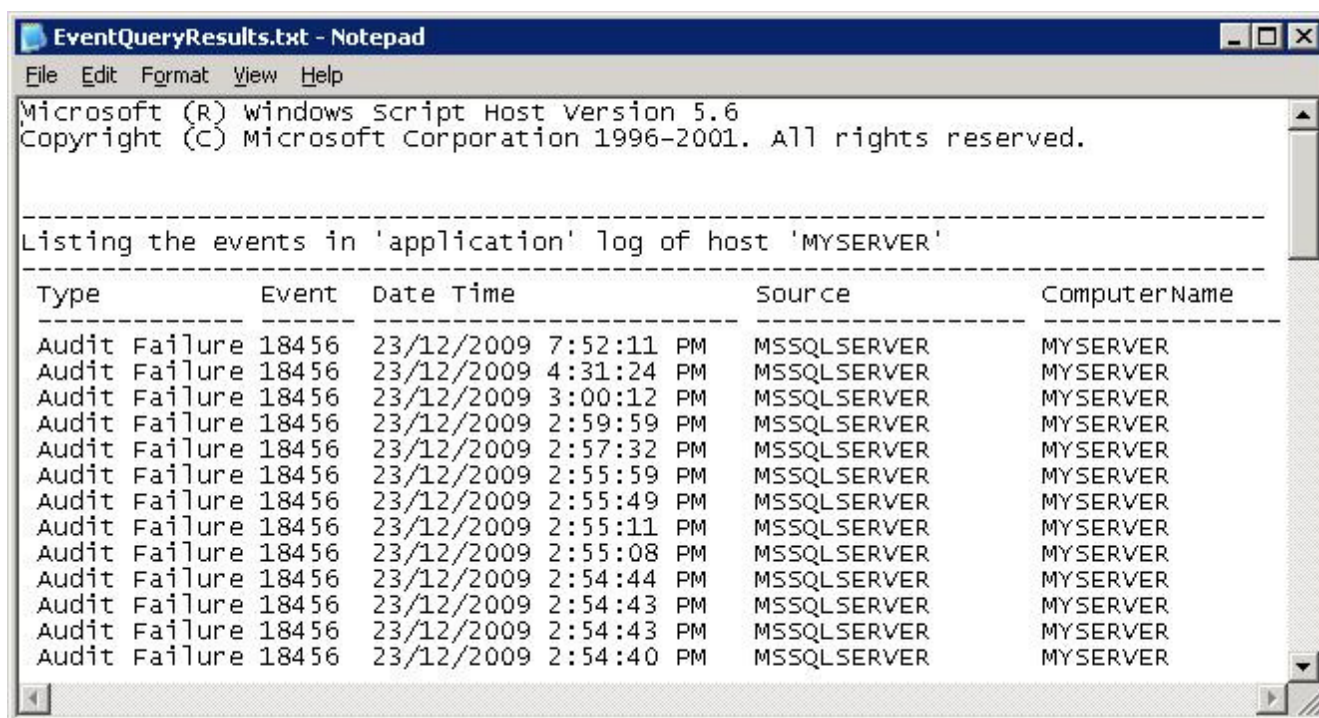 EventQueryResults.txt - Notepad
File Edit Format View Help
Microsoft (R) Windows Script Host Version 5.6
Copyright (C) Microsoft Corporation 1996-2001. All rights reserved.
------------------------------------------------------------------------------
Listing the events in 'application' log of host 'MYSERVER'
------------------------------------------------------------------------------
Type Event Date Time Source ComputerName
------------- ------ ----------------------- ----------------- ---------------
Audit Failure 18456 23/12/2009 7:52:11 PM MSSQLSERVER MYSERVER
Audit Failure 18456 23/12/2009 4:31:24 PM MSSQLSERVER MYSERVER
Audit Failure 18456 23/12/2009 3:00:12 PM MSSQLSERVER MYSERVER
Audit Failure 18456 23/12/2009 2:59:59 PM MSSQLSERVER MYSERVER
Audit Failure 18456 23/12/2009 2:57:32 PM MSSQLSERVER MYSERVER
Audit Failure 18456 23/12/2009 2:55:59 PM MSSQLSERVER MYSERVER
Audit Failure 18456 23/12/2009 2:55:49 PM MSSQLSERVER MYSERVER
Audit Failure 18456 23/12/2009 2:55:11 PM MSSQLSERVER MYSERVER
Audit Failure 18456 23/12/2009 2:55:08 PM MSSQLSERVER MYSERVER
Audit Failure 18456 23/12/2009 2:54:44 PM MSSQLSERVER MYSERVER
Audit Failure 18456 23/12/2009 2:54:43 PM MSSQLSERVER MYSERVER
Audit Failure 18456 23/12/2009 2:54:43 PM MSSQLSERVER MYSERVER
Audit Failure 18456 23/12/2009 2:54:40 PM MSSQLSERVER MYSERVER